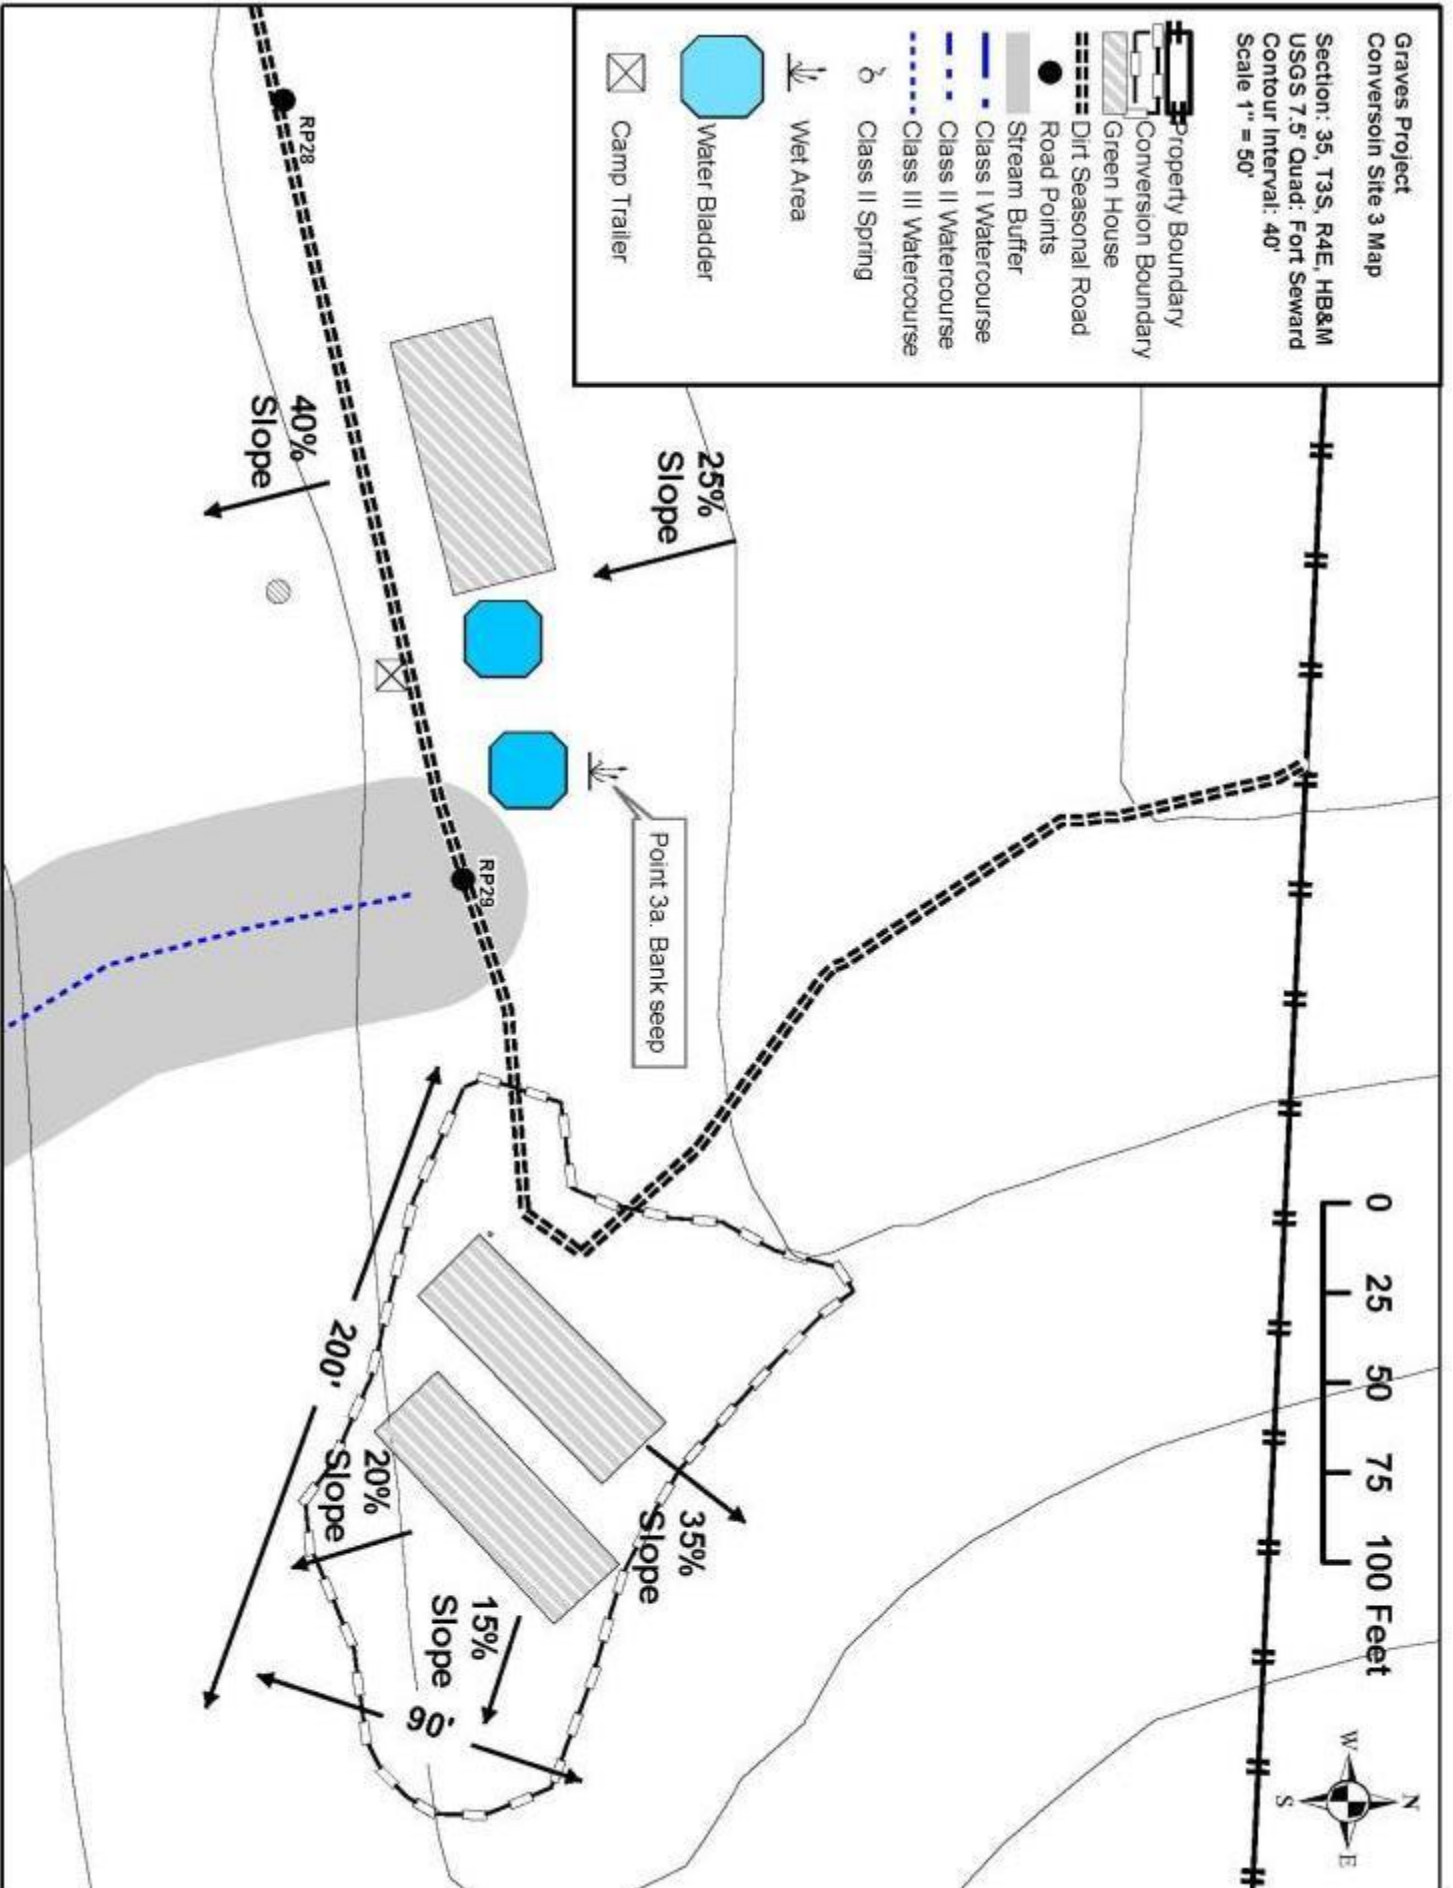 Graves Project
Conversoin Site 3 Map
Section: 35, T3S, R4E, HB&M
USGS 7.5' Quad: Fort Seward
Contour Interval: 40'
Scale 1" = 50'
Property Boundary
Conversion Boundary
Green House
Dirt Seasonal Road
Road Points
Stream Buffer
Class I Watercourse
Class II Watercourse
Class III Watercourse
Class II Spring
Wet Area
Water Bladder
Camp Trailer
0 25 50 75 100 Feet
N
W
E
S
25%
Slope
40%
Slope
RP28
RP29
Point 3a. Bank seep
35%
Slope
20%
Slope
15%
Slope
200'
90'